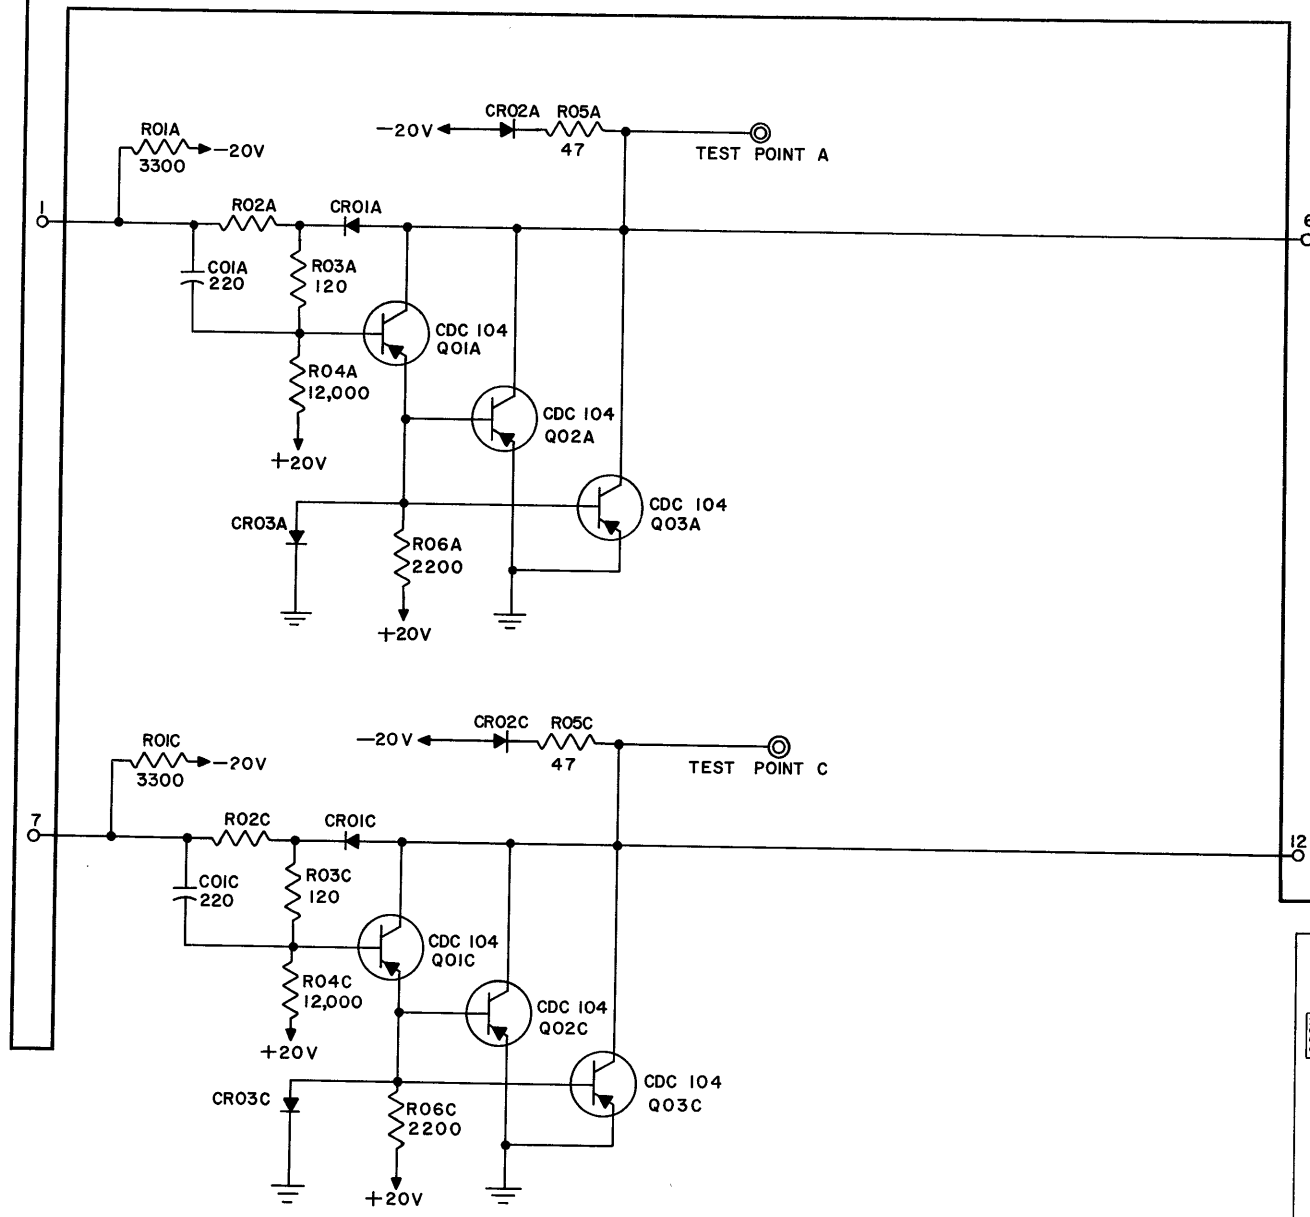 CR02A R05A
-20V
47
TEST POINT A
R01A
-20V
3300
1
R02A
CR01A
6
C01A
220
R03A
120
CDC 104
Q01A
R04A
12,000
+20V
CDC 104
Q02A
CDC 104
Q03A
CR03A
R06A
2200
+20V
CR02C R05C
-20V
47
TEST POINT C
R01C
-20V
3300
7
R02C
CR01C
12
C01C
220
R03C
120
CDC 104
Q01C
R04C
12,000
+20V
CDC 104
Q02C
CDC 104
Q03C
CR03C
R06C
2200
+20V